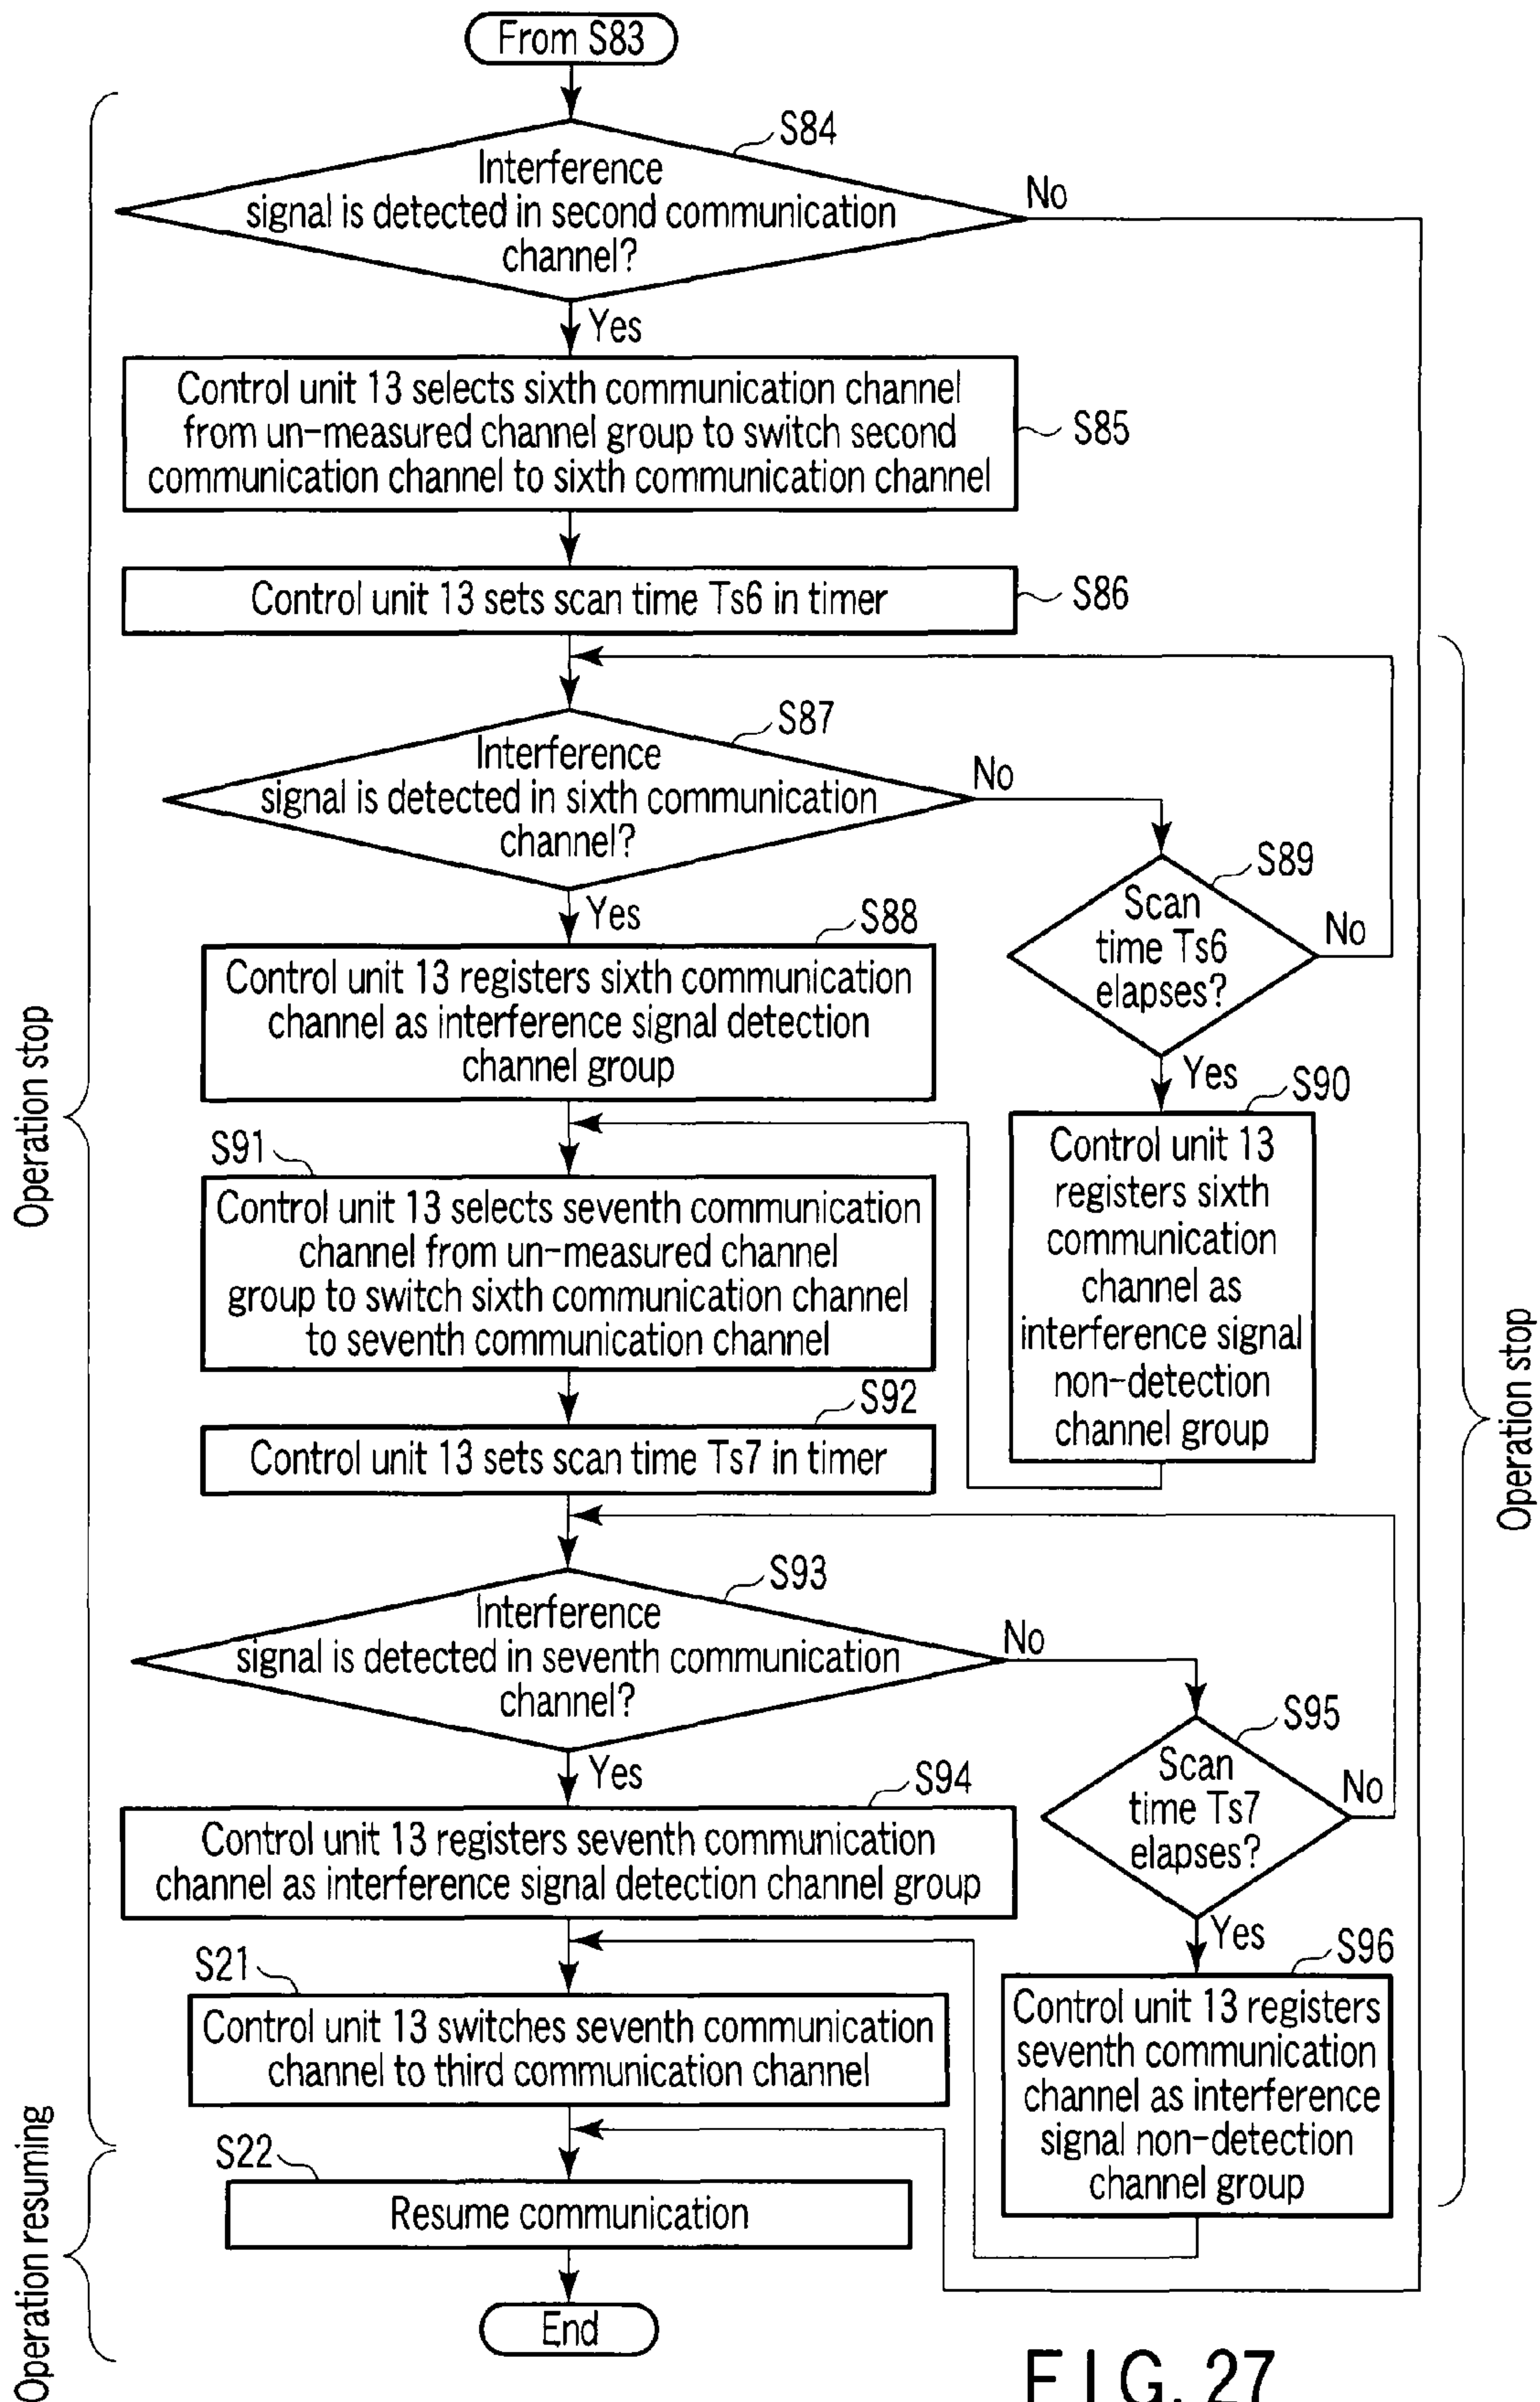 From S83
S84
Interference
signal is detected in second communication
channel?
No
Yes
Control unit 13 selects sixth communication channel
from un-measured channel group to switch second
communication channel to sixth communication channel
S85
Control unit 13 sets scan time Ts6 in timer
S86
S87
Interference
signal is detected in sixth communication
channel?
No
Yes
S89
Scan
time Ts6
elapses?
No
Yes
S88
Control unit 13 registers sixth communication
channel as interference signal detection
channel group
S90
Control unit 13
registers sixth
communication
channel as
interference signal
non-detection
channel group
S91
Control unit 13 selects seventh communication
channel from un-measured channel
group to switch sixth communication channel
to seventh communication channel
S92
Control unit 13 sets scan time Ts7 in timer
S93
Interference
signal is detected in seventh communication
channel?
No
Yes
S95
Scan
time Ts7
elapses?
No
Yes
S94
Control unit 13 registers seventh communication
channel as interference signal detection channel group
S96
Control unit 13 registers
seventh communication
channel as interference
signal non-detection
channel group
S21
Control unit 13 switches seventh communication
channel to third communication channel
S22
Resume communication
End
Operation stop
Operation resuming
Operation stop
FIG. 27